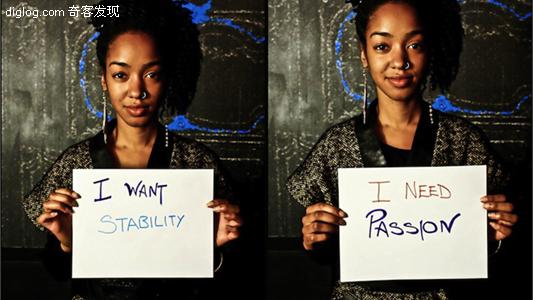 diglog.com 奇客发现
I WANT
STABILITY
I NEED
PASSION